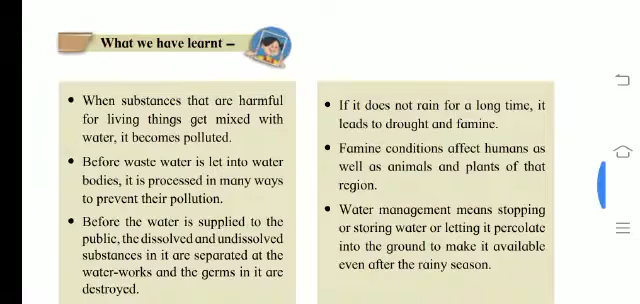 What we have learnt –
• When substances that are harmful
for living things get mixed with
water, it becomes polluted.
• Before waste water is let into water
bodies, it is processed in many ways
to prevent their pollution.
• Before the water is supplied to the
public, the dissolved and undissolved
substances in it are separated at the
water-works and the germs in it are
destroyed.
• If it does not rain for a long time, it
leads to drought and famine.
• Famine conditions affect humans as
well as animals and plants of that
region.
• Water management means stopping
or storing water or letting it percolate
into the ground to make it available
even after the rainy season.